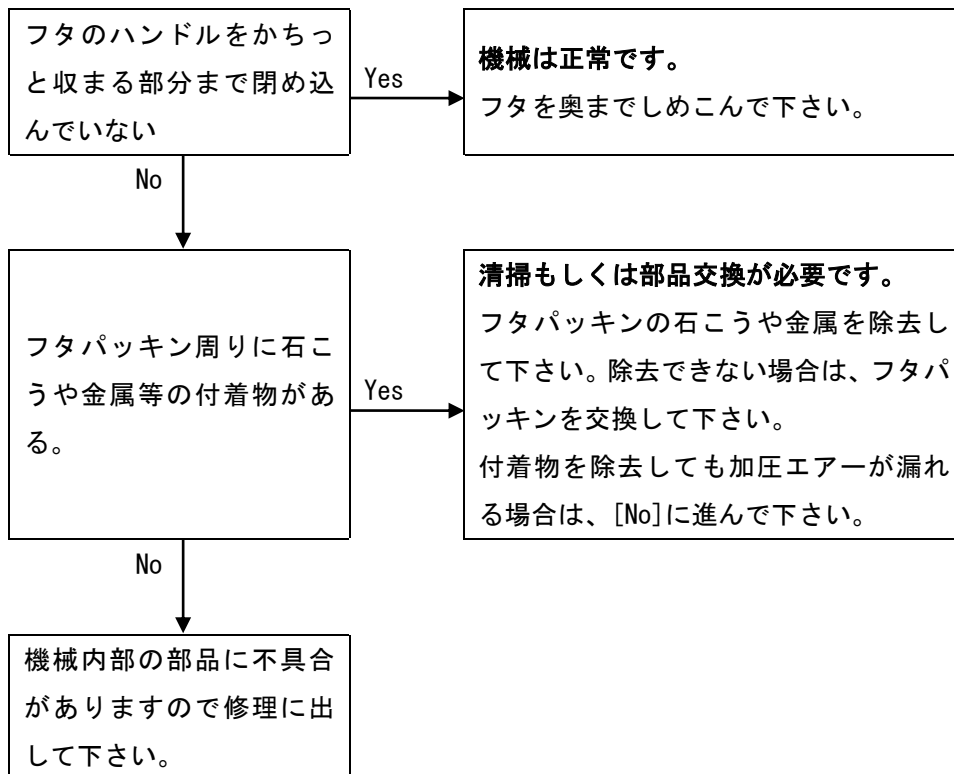 フタのハンドルをかちっ
と収まる部分まで閉め込
んでいない
Yes
機械は正常です。
フタを奥までしめこんで下さい。
No
フタパッキン周りに石こ
うや金属等の付着物があ
る。
Yes
清掃もしくは部品交換が必要です。
フタパッキンの石こうや金属を除去し
て下さい。除去できない場合は、フタパ
ッキンを交換して下さい。
付着物を除去しても加圧エアーが漏れ
る場合は、[No]に進んで下さい。
No
機械内部の部品に不具合
がありますので修理に出
して下さい。